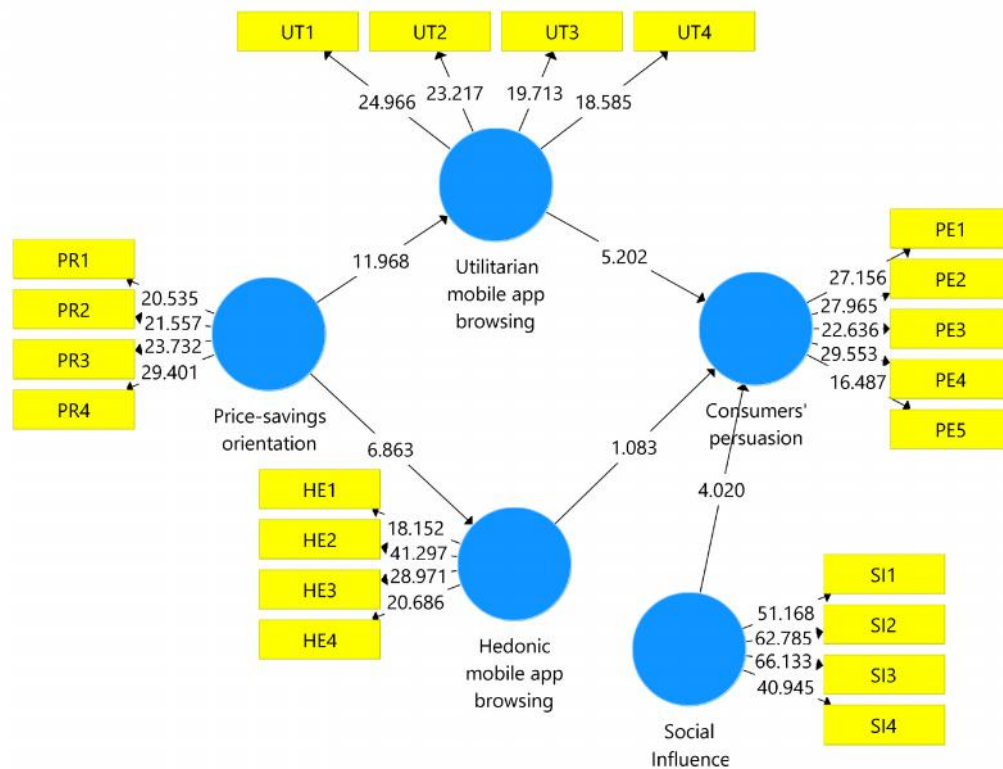 UT1
UT2
UT3
UT4
24.966
23.217
19.713
18.585
Utilitarian
mobile app
browsing
PR1
PR2
PR3
PR4
20.535
21.557
23.732
29.401
Price-savings
orientation
11.968
6.863
5.202
1.083
4.020
HE1
HE2
HE3
HE4
18.152
41.297
28.971
20.686
Hedonic
mobile app
browsing
Consumers'
persuasion
27.156
27.965
22.636
29.553
16.487
PE1
PE2
PE3
PE4
PE5
Social
Influence
51.168
62.785
66.133
40.945
SI1
SI2
SI3
SI4